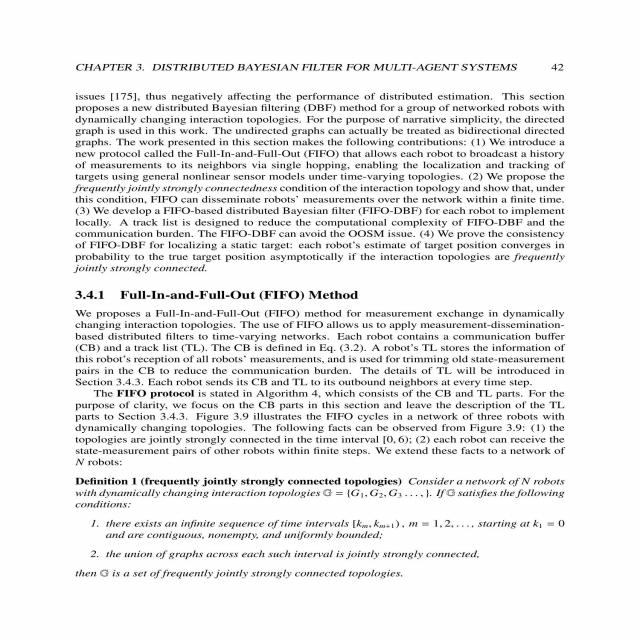 CHAPTER 3. DISTRIBUTED BAYESIAN FILTER FOR MULTI-AGENT SYSTEMS 42
issues [175], thus negatively affecting the performance of distributed estimation. This section
proposes a new distributed Bayesian filtering (DBF) method for a group of networked robots with
dynamically changing interaction topologies. For the purpose of narrative simplicity, the directed
graph is used in this work. The undirected graphs can actually be treated as bidirectional directed
graphs. The work presented in this section makes the following contributions: (1) We introduce a
new protocol called the Full-In-and-Full-Out (FIFO) that allows each robot to broadcast a history
of measurements to its neighbors via single hopping, enabling the localization and tracking of
targets using general nonlinear sensor models under time-varying topologies. (2) We propose the
frequently jointly strongly connectedness condition of the interaction topology and show that, under
this condition, FIFO can disseminate robots' measurements over the network within a finite time.
(3) We develop a FIFO-based distributed Bayesian filter (FIFO-DBF) for each robot to implement
locally. A track list is designed to reduce the computational complexity of FIFO-DBF and the
communication burden. The FIFO-DBF can avoid the OOSM issue. (4) We prove the consistency
of FIFO-DBF for localizing a static target: each robot's estimate of target position converges in
probability to the true target position asymptotically if the interaction topologies are frequently
jointly strongly connected.
3.4.1 Full-In-and-Full-Out (FIFO) Method
We proposes a Full-In-and-Full-Out (FIFO) method for measurement exchange in dynamically
changing interaction topologies. The use of FIFO allows us to apply measurement-dissemination-
based distributed filters to time-varying networks. Each robot contains a communication buffer
(CB) and a track list (TL). The CB is defined in Eq. (3.2). A robot's TL stores the information of
this robot's reception of all robots' measurements, and is used for trimming old state-measurement
pairs in the CB to reduce the communication burden. The details of TL will be introduced in
Section 3.4.3. Each robot sends its CB and TL to its outbound neighbors at every time step.
The FIFO protocol is stated in Algorithm 4, which consists of the CB and TL parts. For the
purpose of clarity, we focus on the CB parts in this section and leave the description of the TL
parts to Section 3.4.3. Figure 3.9 illustrates the FIFO cycles in a network of three robots with
dynamically changing topologies. The following facts can be observed from Figure 3.9: (1) the
topologies are jointly strongly connected in the time interval [0, 6); (2) each robot can receive the
state-measurement pairs of other robots within finite steps. We extend these facts to a network of
N robots:
Definition 1 (frequently jointly strongly connected topologies) Consider a network of N robots
with dynamically changing interaction topologies 𝔾 = {G₁, G₂, G₃ . . . , }. If 𝔾 satisfies the following
conditions:
1. there exists an infinite sequence of time intervals [kₘ, kₘ₊₁) , m = 1, 2, . . . , starting at k₁ = 0
and are contiguous, nonempty, and uniformly bounded;
2. the union of graphs across each such interval is jointly strongly connected,
then 𝔾 is a set of frequently jointly strongly connected topologies.